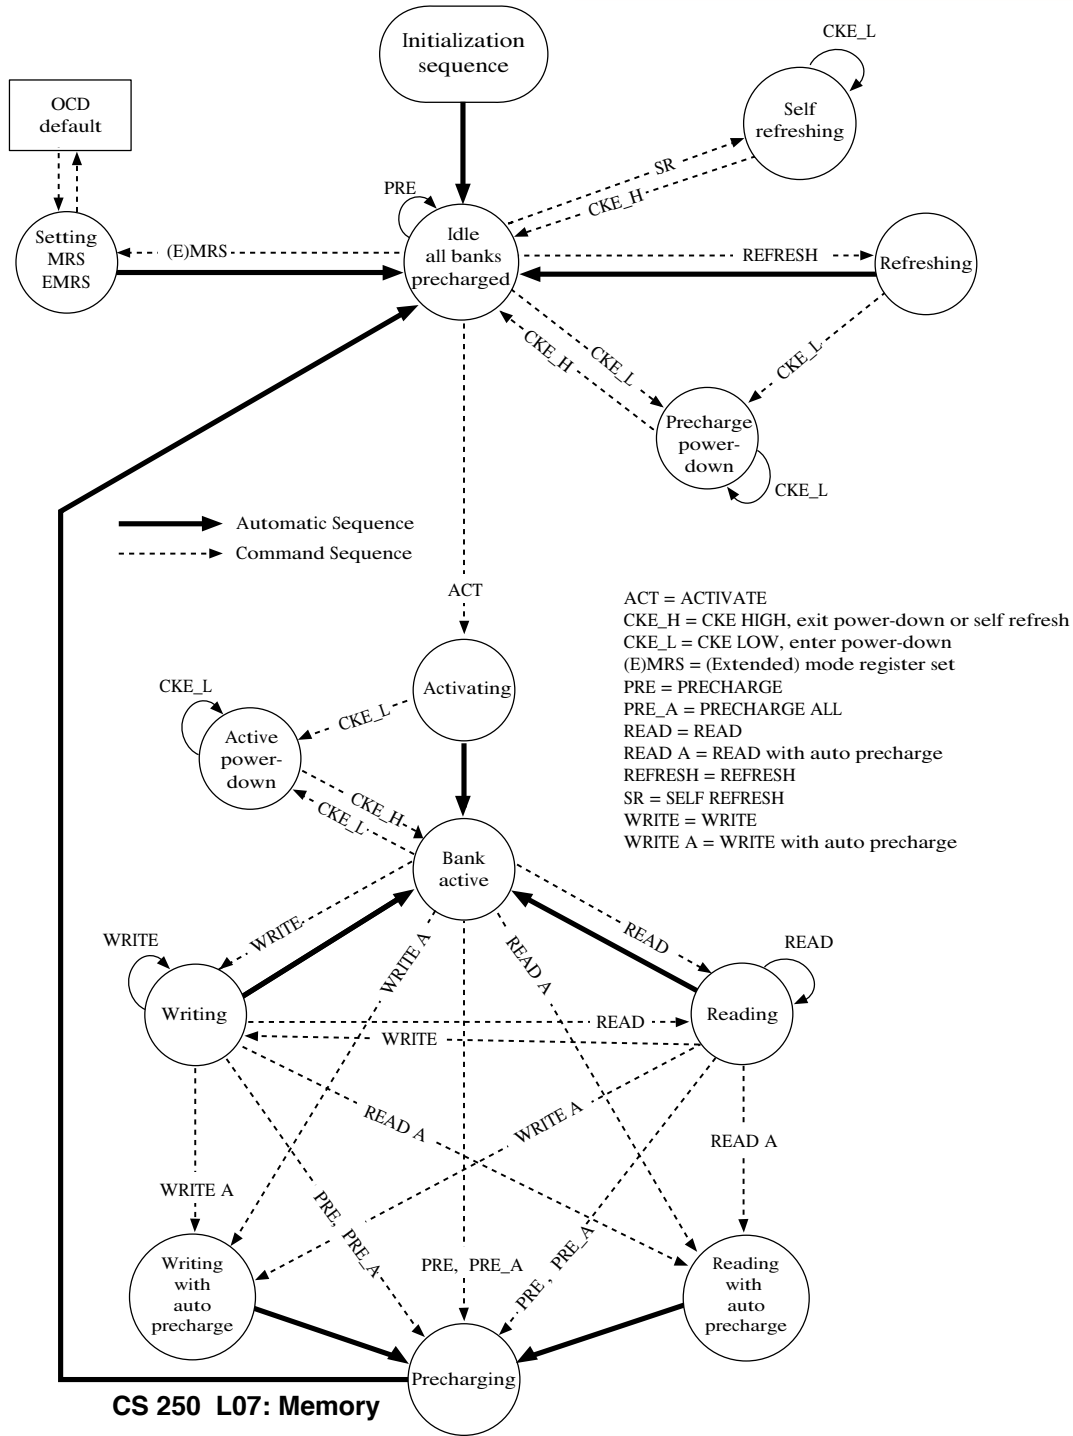 Initialization
sequence
CKE_L
Self
refreshing
OCD
default
SR
CKE_H
PRE
Idle
all banks
precharged
Setting
MRS
EMRS
(E)MRS
REFRESH
Refreshing
CKE_H
CKE_L
CKE_L
Precharge
power-
down
CKE_L
Automatic Sequence
Command Sequence
ACT
ACT = ACTIVATE
CKE_H = CKE HIGH, exit power-down or self refresh
CKE_L = CKE LOW, enter power-down
(E)MRS = (Extended) mode register set
PRE = PRECHARGE
PRE_A = PRECHARGE ALL
READ = READ
READ A = READ with auto precharge
REFRESH = REFRESH
SR = SELF REFRESH
WRITE = WRITE
WRITE A = WRITE with auto precharge
Activating
CKE_L
CKE_L
Active
power-
down
CKE_H
CKE_L
Bank
active
WRITE
WRITE
WRITE A
READ A
READ
READ
Writing
READ
WRITE
Reading
READ A
WRITE A
READ A
WRITE A
PRE, PRE_A
PRE, PRE_A
PRE , PRE_A
Writing
with
auto
precharge
Reading
with
auto
precharge
Precharging
CS 250 L07: Memory